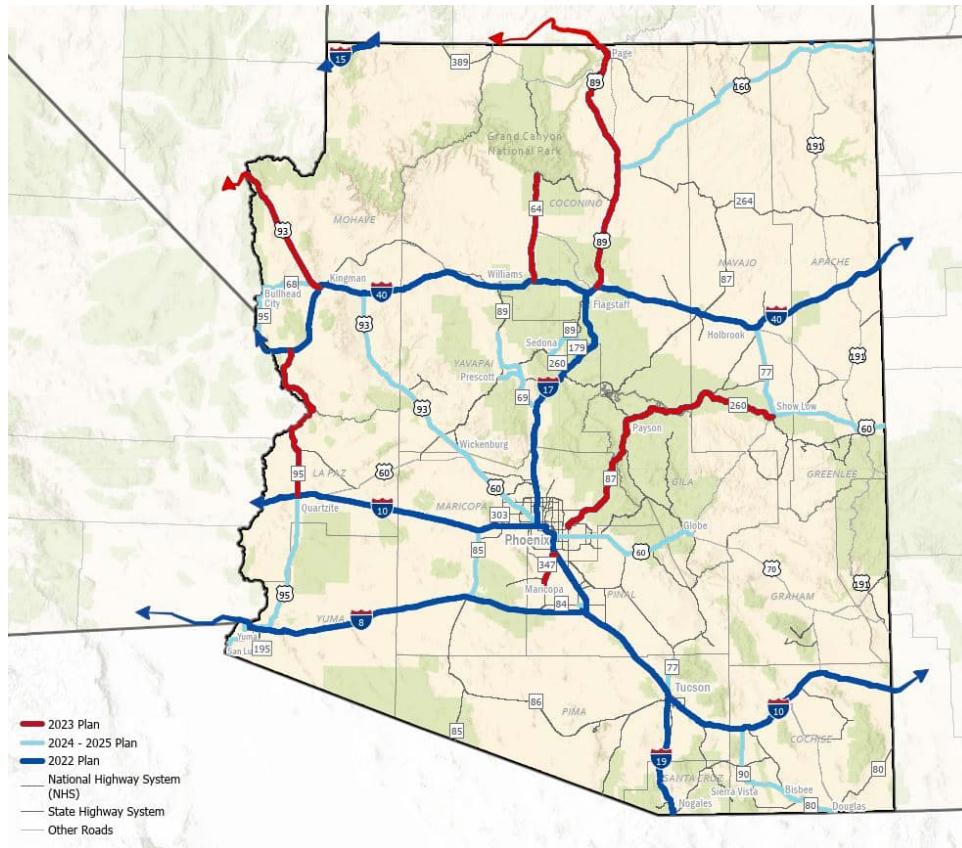 15
389
Page
89
160
191
Grand Canyon
National Park
93
64
COCONINO
264
MOHAVE
89
NAVAJO
APACHE
87
Kingman
Williams
68
Bullhead
City
40
Flagstaff
40
95
93
89
89
Holbrook
Sedona
179
191
YAVAPAI
260
77
Prescott
69
17
93
260
Show Low
60
Payson
Wickenburg
95
LA PAZ
60
87
GILA
GREENLEE
60
Quartzite
10
MARICOPA
303
Globe
Phoenix
85
60
347
70
191
95
Maricopa
GRAHAM
84
PINAL
YUMA
8
Yuma
San Lu
195
77
Tucson
86
10
PIMA
85
COCHISE
19
80
SANTA CRUZ
90
Sierra Vista
Bisbee
Nogales
80
Douglas
2023 Plan
2024 - 2025 Plan
2022 Plan
National Highway System
(NHS)
State Highway System
Other Roads